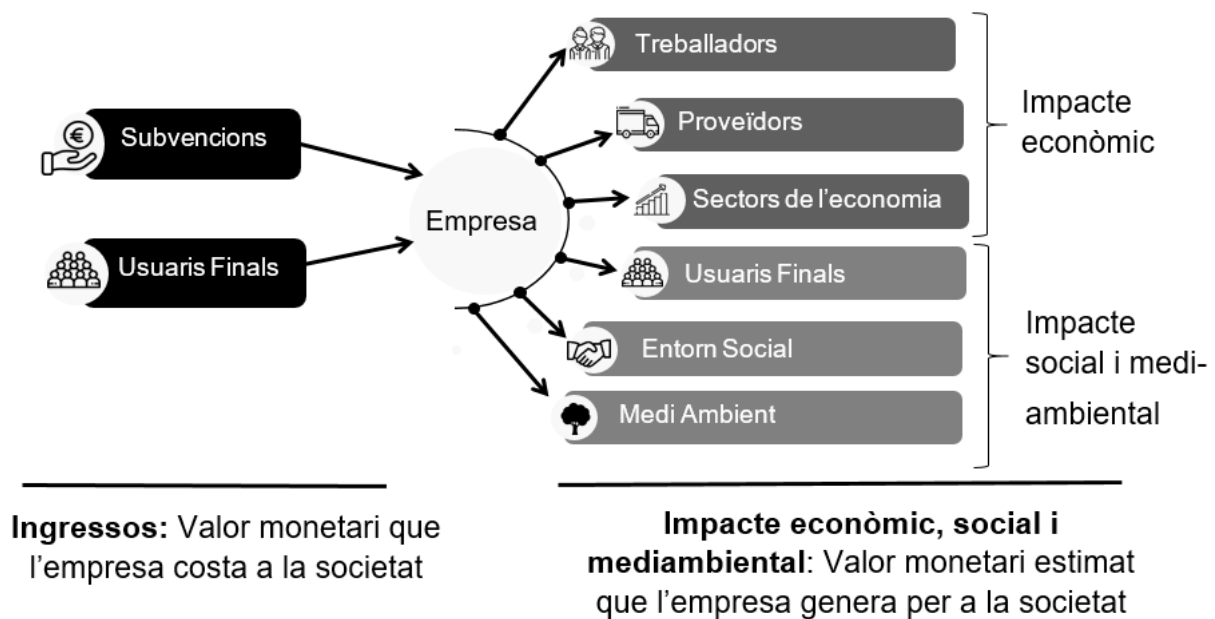 Subvencions
Usuaris Finals
Empresa
Treballadors
Proveïdors
Sectors de l'economia
Usuaris Finals
Entorn Social
Medi Ambient
Impacte
econòmic
Impacte
social i medi-
ambiental
Ingressos: Valor monetari que
l'empresa costa a la societat
Impacte econòmic, social i
mediambiental: Valor monetari estimat
que l'empresa genera per a la societat